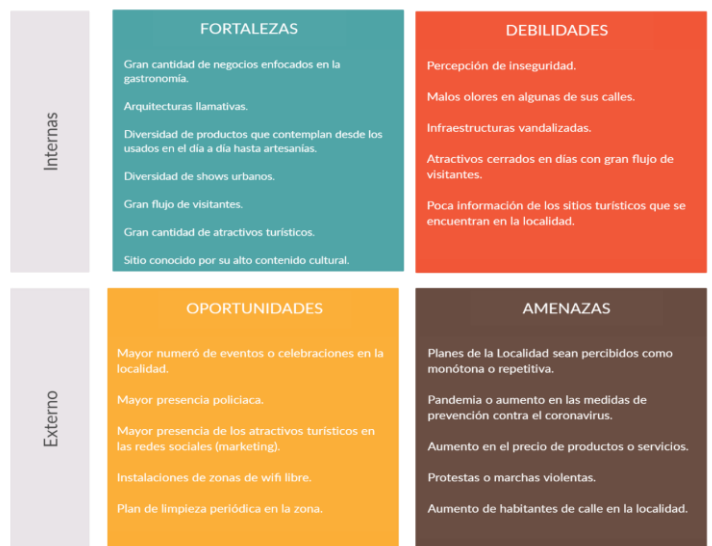 Internas
FORTALEZAS
Gran cantidad de negocios enfocados en la
gastronomía.
Arquitecturas llamativas.
Diversidad de productos que contemplan desde los
usados en el día a día hasta artesanías.
Diversidad de shows urbanos.
Gran flujo de visitantes.
Gran cantidad de atractivos turísticos.
Sitio conocido por su alto contenido cultural.
DEBILIDADES
Percepción de inseguridad.
Malos olores en algunas de sus calles.
Infraestructuras vandalizadas.
Atractivos cerrados en días con gran flujo de
visitantes.
Poca información de los sitios turísticos que se
encuentran en la localidad.
Externo
OPORTUNIDADES
Mayor numeró de eventos o celebraciones en la
localidad.
Mayor presencia policiaca.
Mayor presencia de los atractivos turísticos en
las redes sociales (marketing).
Instalaciones de zonas de wifi libre.
Plan de limpieza periódica en la zona.
AMENAZAS
Planes de la Localidad sean percibidos como
monótona o repetitiva.
Pandemia o aumento en las medidas de
prevención contra el coronavirus.
Aumento en el precio de productos o servicios.
Protestas o marchas violentas.
Aumento de habitantes de calle en la localidad.